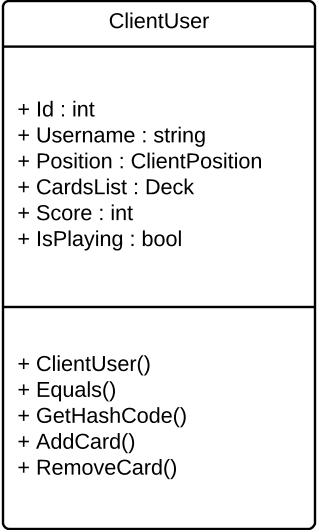 ClientUser
+ Id : int
+ Username : string
+ Position : ClientPosition
+ CardsList : Deck
+ Score : int
+ IsPlaying : bool
+ ClientUser()
+ Equals()
+ GetHashCode()
+ AddCard()
+ RemoveCard()